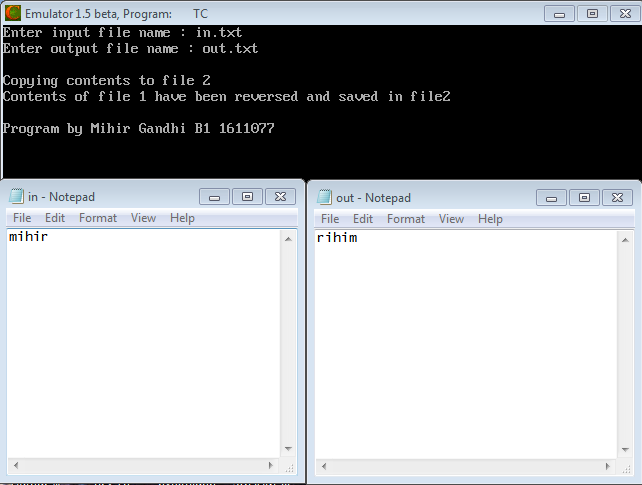 Emulator 1.5 beta, Program: TC
Enter input file name : in.txt
Enter output file name : out.txt
Copying contents to file 2
Contents of file 1 have been reversed and saved in file2
Program by Mihir Gandhi B1 1611077
in - Notepad
File Edit Format View Help
mihir
out - Notepad
File Edit Format View Help
rihim